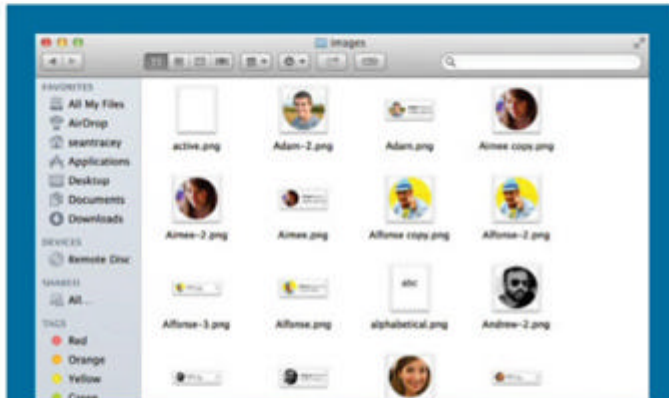 images
FAVORITES
All My Files
AirDrop
seantracey
Applications
Desktop
Documents
Downloads
DEVICES
Remote Disc
SHARED
All...
TAGS
Red
Orange
Yellow
Green
active.png
Adam-2.png
Adam.png
Aimee copy.png
Aimee-2.png
Aimee.png
Alfonse copy.png
Alfonse-2.png
abc
Alfonse-3.png
Alfonse.png
alphabetical.png
Andrew-2.png